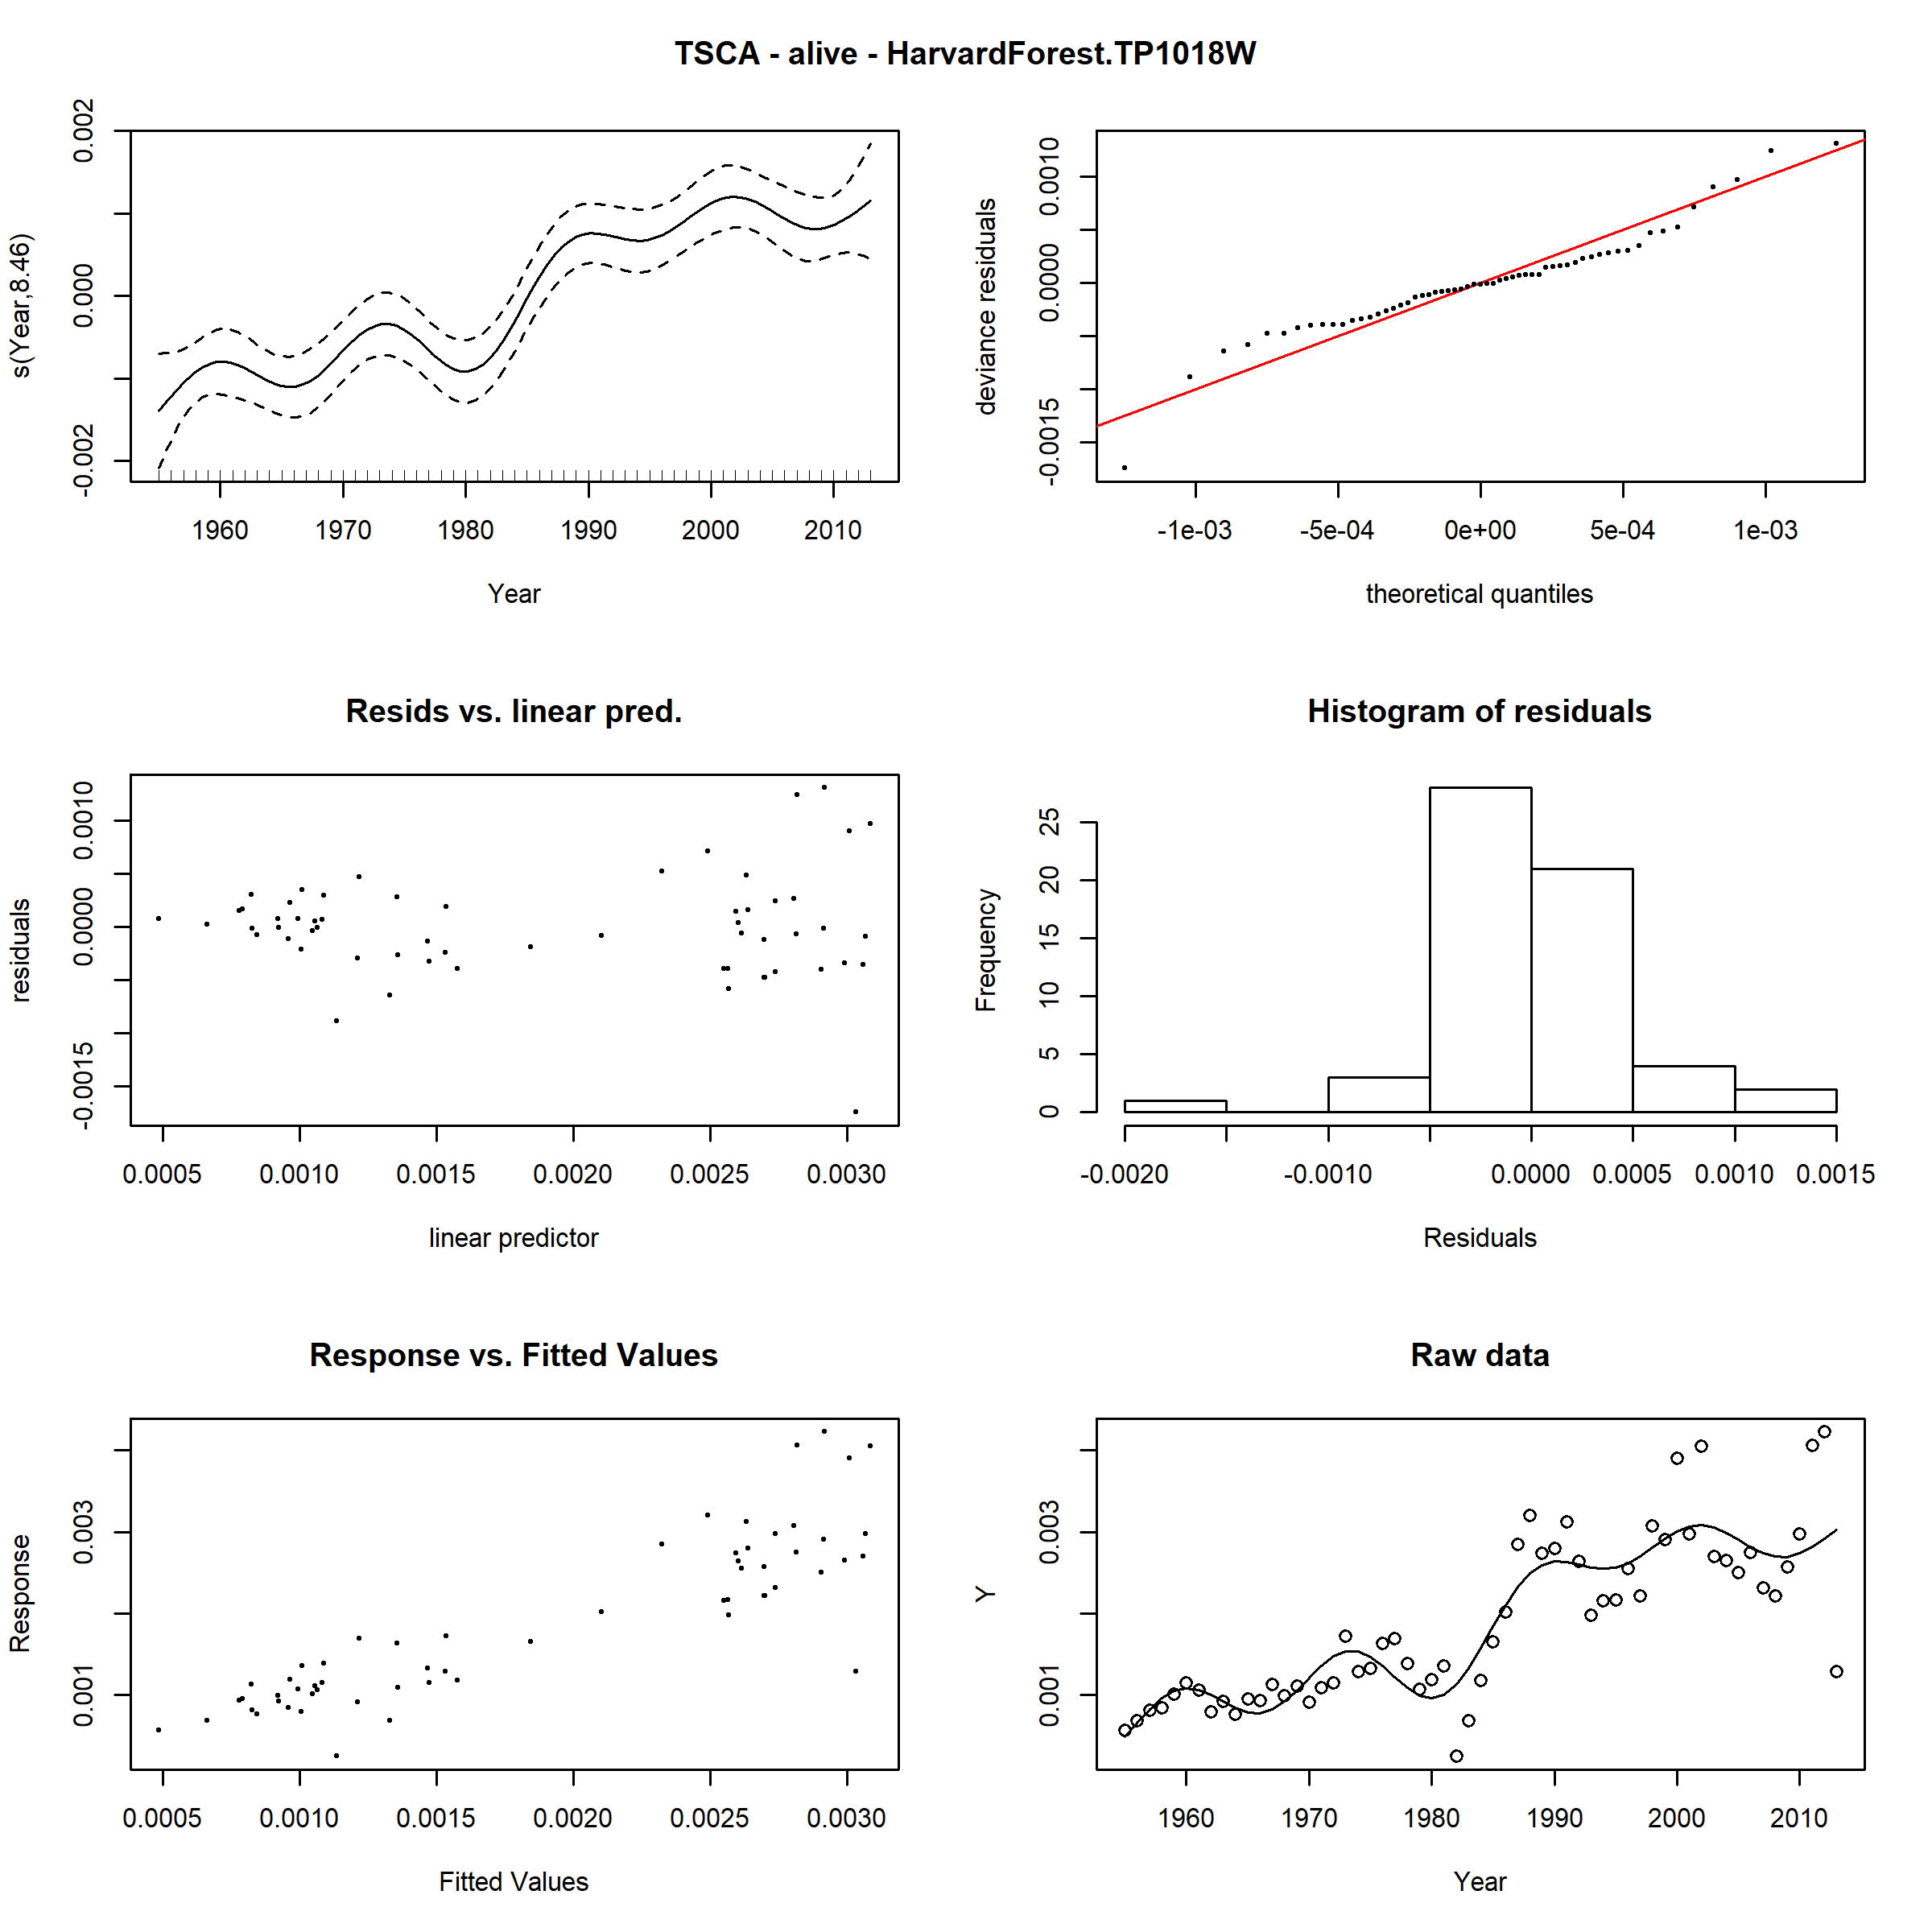 TSCA - alive - HarvardForest.TP1018W
s(Year,8.46)
0.002
0.000
-0.002
1960 1970 1980 1990 2000 2010
Year
deviance residuals
0.0010
0.0000
-0.0015
-1e-03 -5e-04 0e+00 5e-04 1e-03
theoretical quantiles
Resids vs. linear pred.
residuals
0.0010
0.0000
-0.0015
0.0005 0.0010 0.0015 0.0020 0.0025 0.0030
linear predictor
Histogram of residuals
Frequency
25
20
15
10
5
0
-0.0020 -0.0010 0.0000 0.0005 0.0010 0.0015
Residuals
Response vs. Fitted Values
Response
0.003
0.001
0.0005 0.0010 0.0015 0.0020 0.0025 0.0030
Fitted Values
Raw data
Y
0.003
0.001
1960 1970 1980 1990 2000 2010
Year